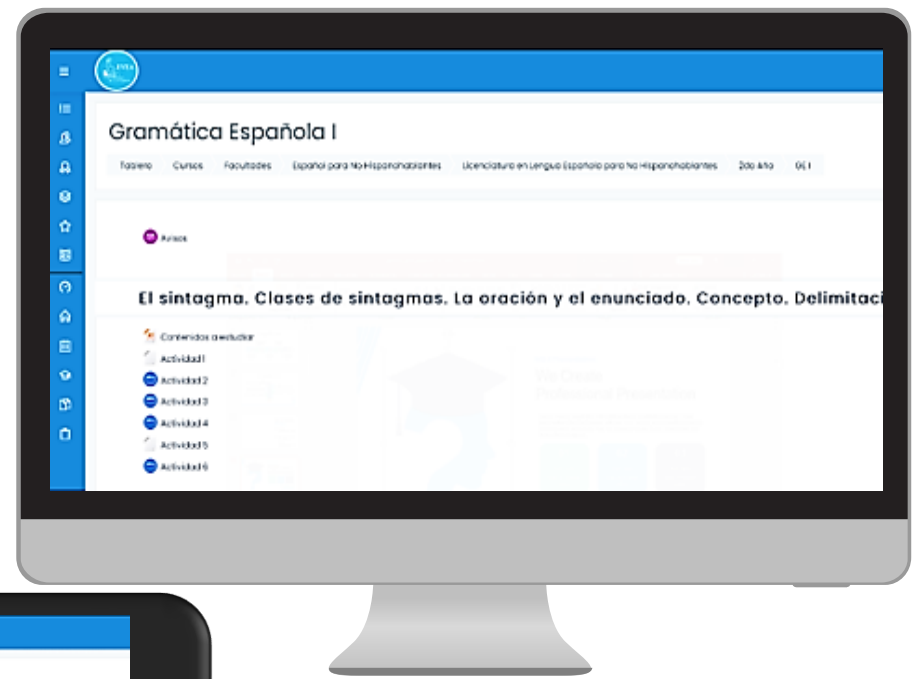 Gramática Española I
Tablero Cursos Facultades Español para No Hispanohablantes Licenciatura en Lengua Española para No Hispanohablantes 2do Año GE I
Avisos
El sintagma. Clases de sintagmas. La oración y el enunciado. Concepto. Delimitaci
Contenidos a estudiar
Actividad 1
Actividad 2
Actividad 3
Actividad 4
Actividad 5
Actividad 6